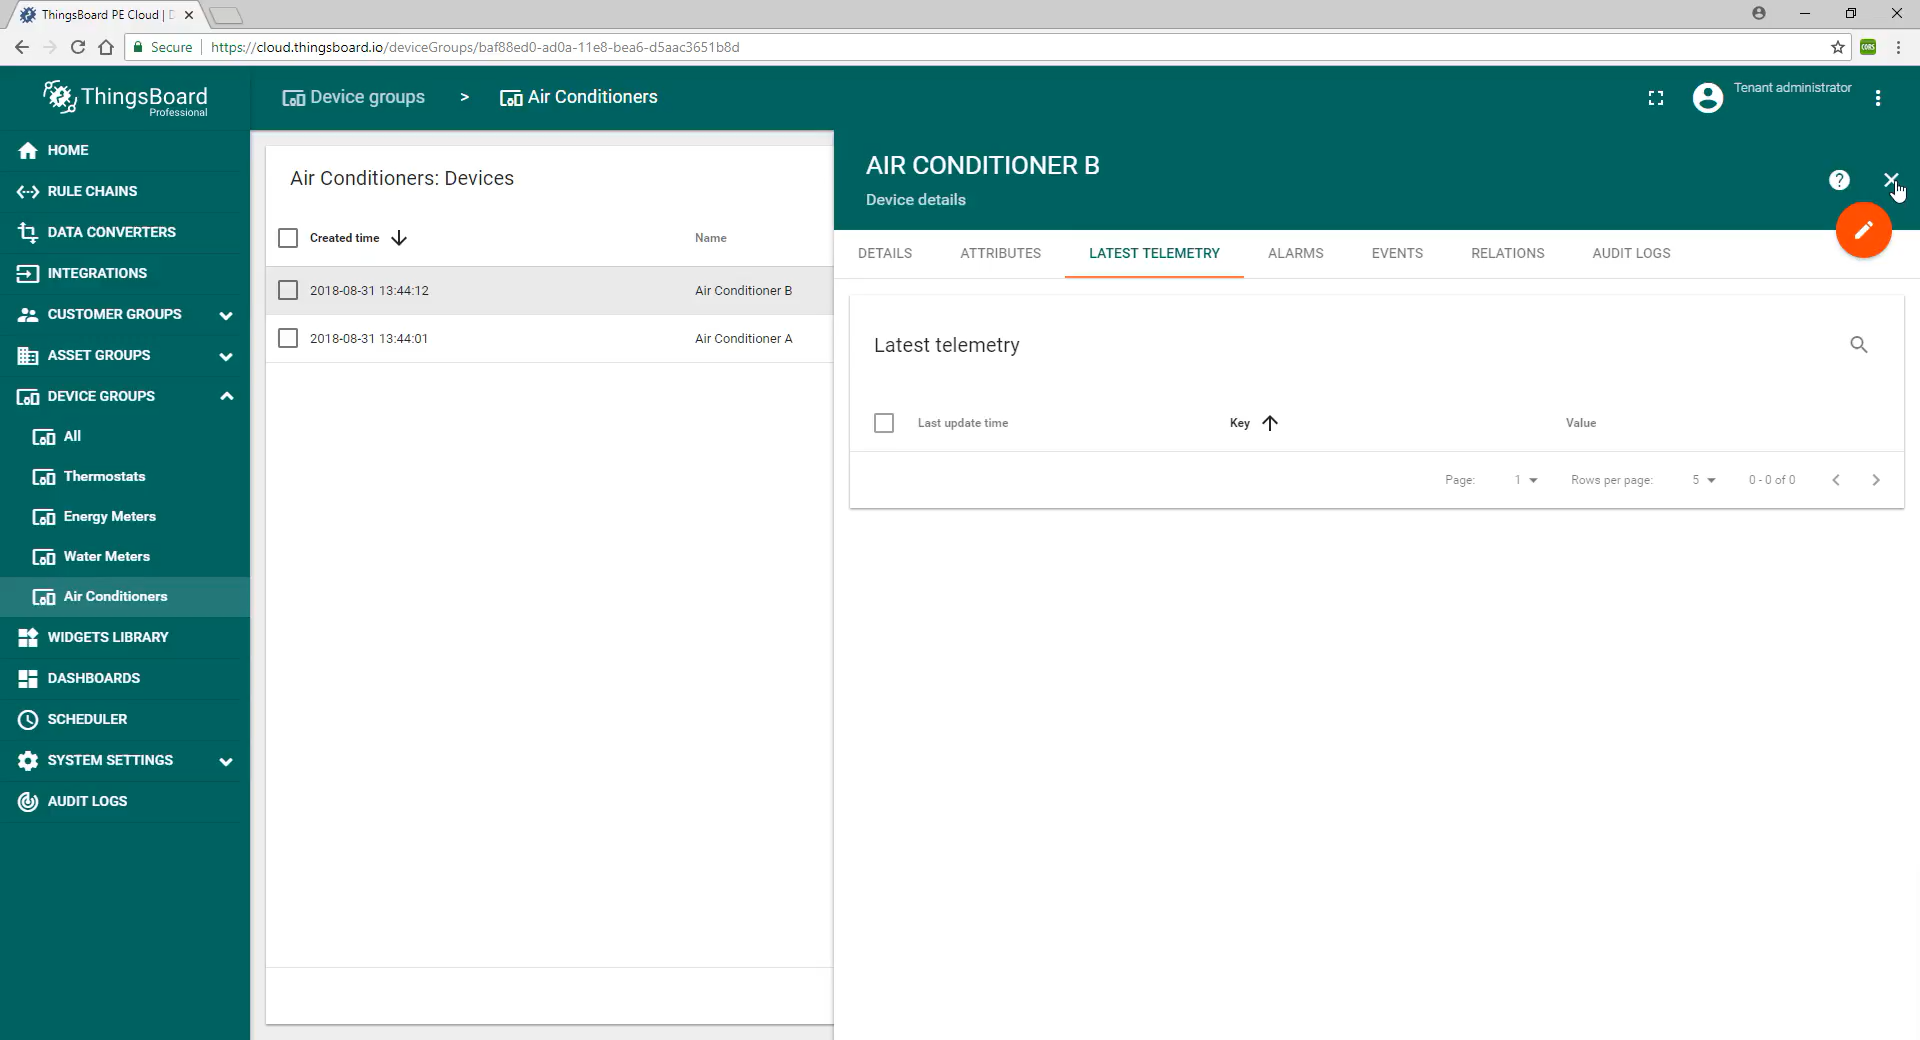 ThingsBoard PE Cloud | D
Secure
https://cloud.thingsboard.io/deviceGroups/baf88ed0-ad0a-11e8-bea6-d5aac3651b8d
CORS
ThingsBoard
Professional
Device groups > Air Conditioners
Tenant administrator
HOME
RULE CHAINS
DATA CONVERTERS
INTEGRATIONS
CUSTOMER GROUPS
ASSET GROUPS
DEVICE GROUPS
All
Thermostats
Energy Meters
Water Meters
Air Conditioners
WIDGETS LIBRARY
DASHBOARDS
SCHEDULER
SYSTEM SETTINGS
AUDIT LOGS
Air Conditioners: Devices
Created time Name
2018-08-31 13:44:12 Air Conditioner B
2018-08-31 13:44:01 Air Conditioner A
AIR CONDITIONER B
Device details
DETAILS ATTRIBUTES LATEST TELEMETRY ALARMS EVENTS RELATIONS AUDIT LOGS
Latest telemetry
Last update time Key Value
Page: 1 Rows per page: 5 0 - 0 of 0